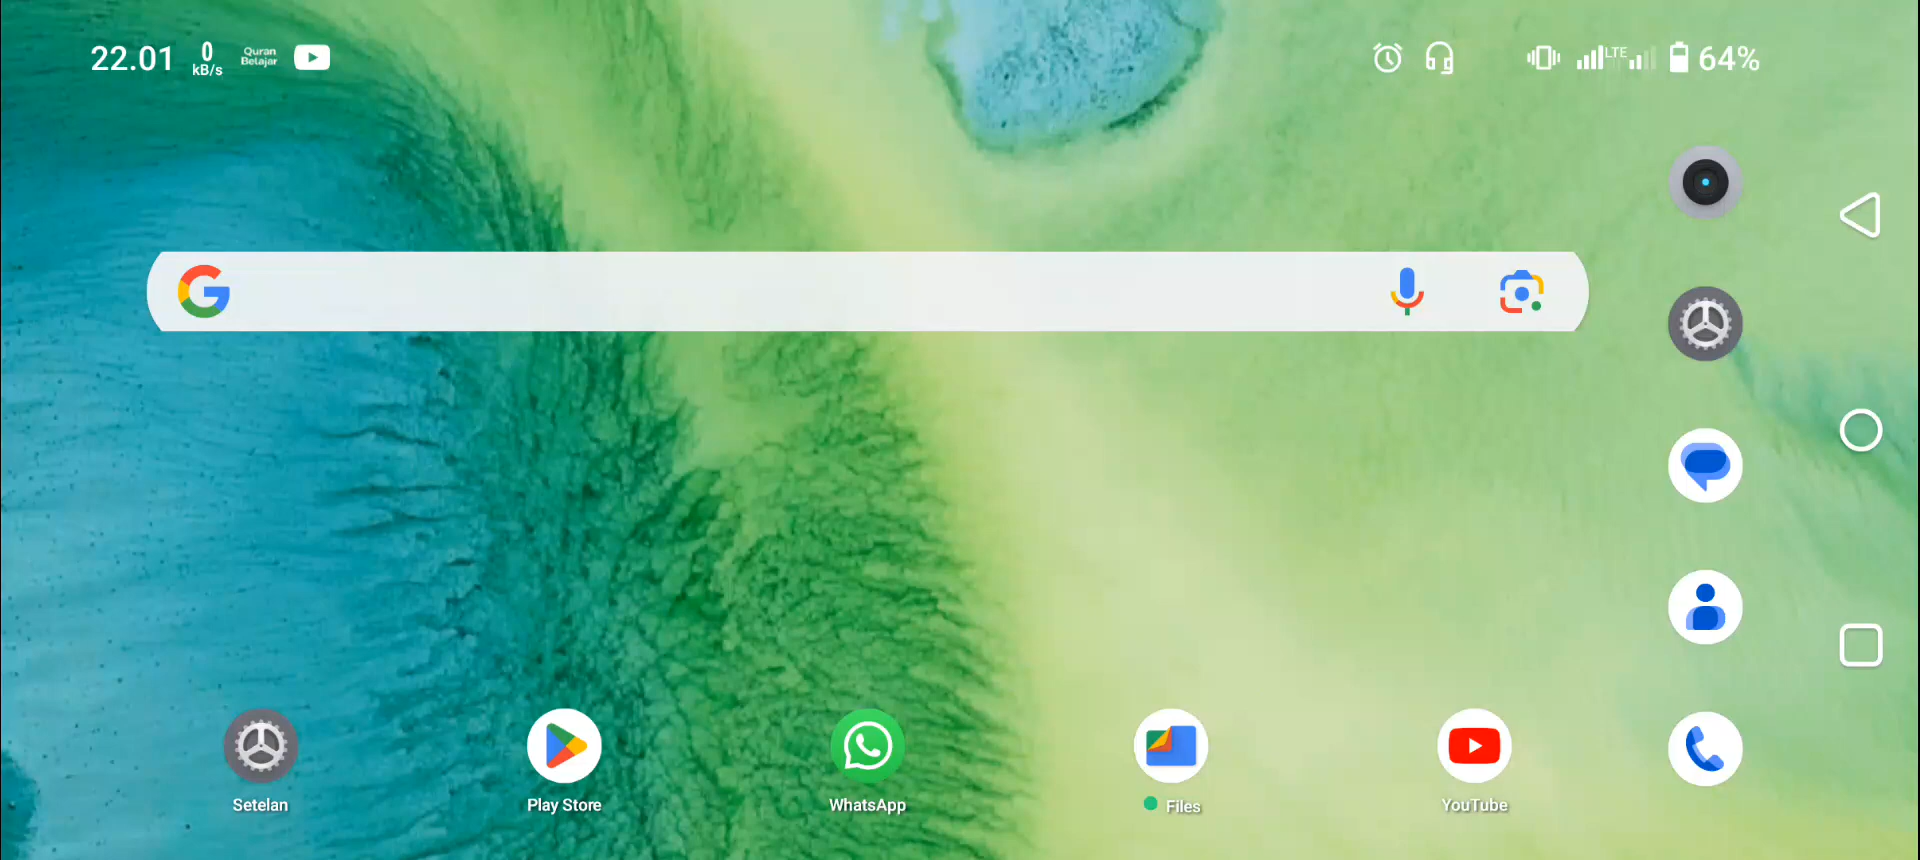 22.01
0
kB/s
Quran
Belajar
LTE
64%
G
Setelan
Play Store
WhatsApp
Files
YouTube